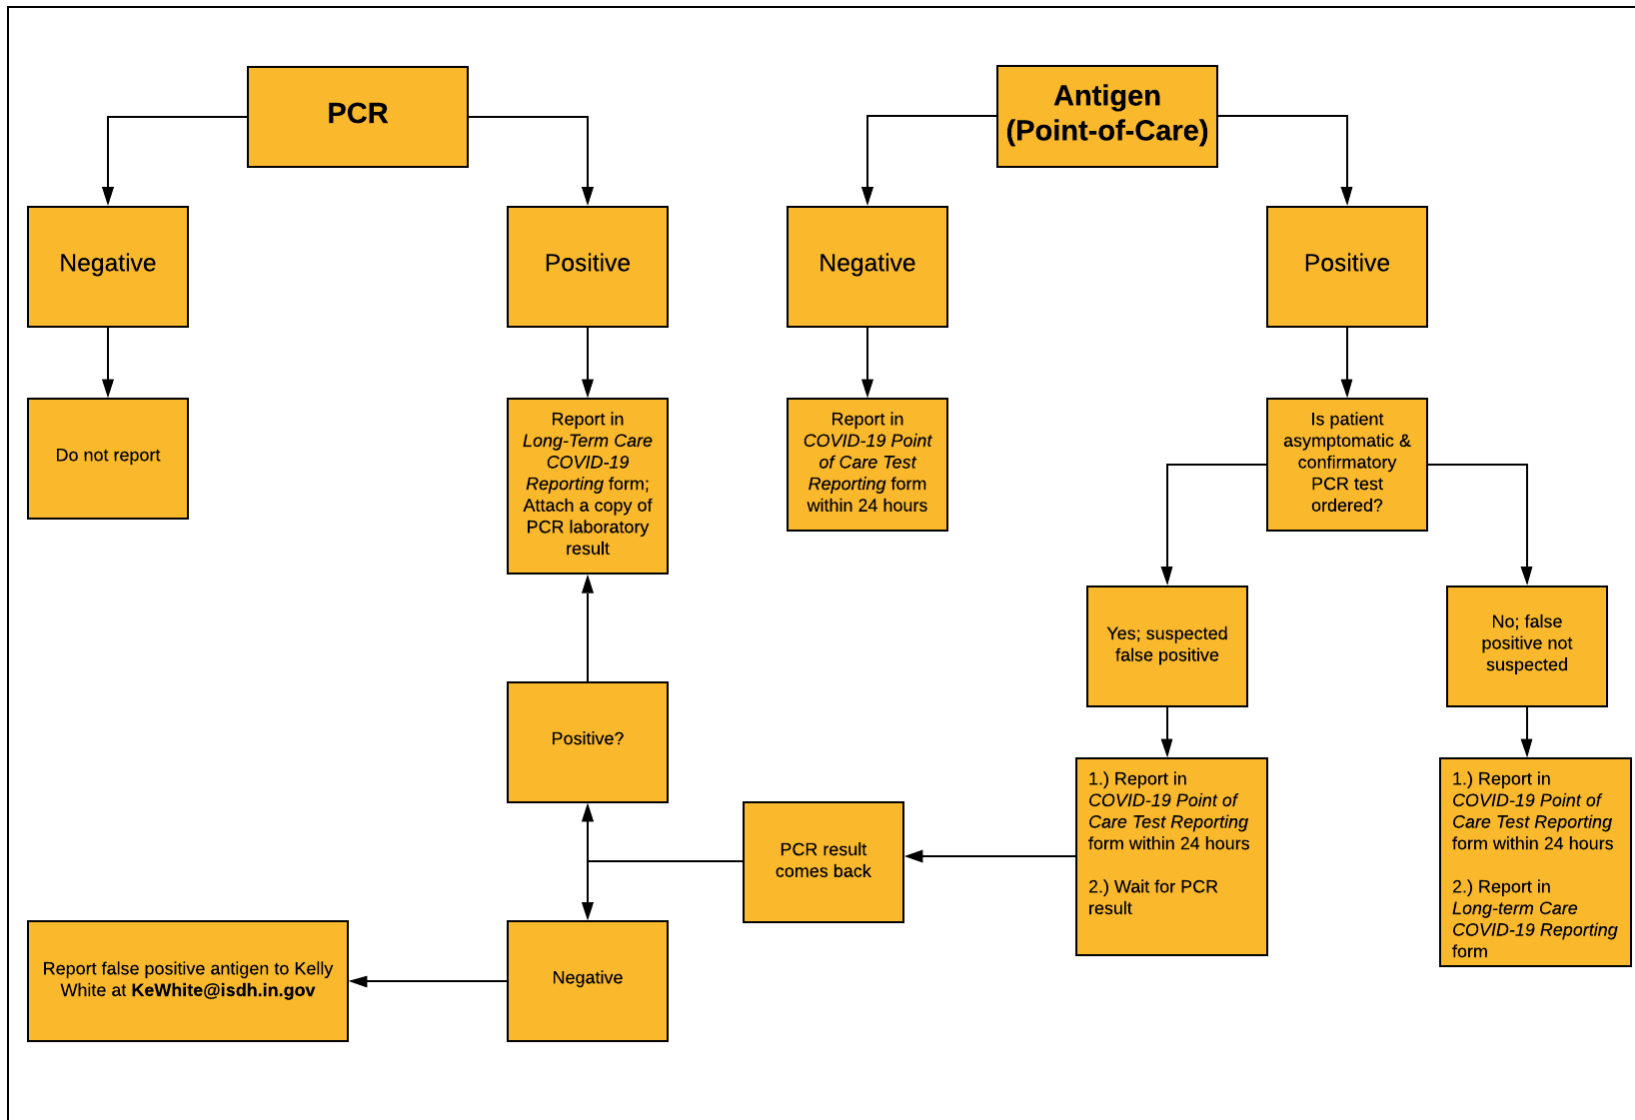 PCR
Antigen
(Point-of-Care)
Negative
Positive
Negative
Positive
Do not report
Report in
Long-Term Care
COVID-19
Reporting form;
Attach a copy of
PCR laboratory
result
Report in
COVID-19 Point
of Care Test
Reporting form
within 24 hours
Is patient
asymptomatic &
confirmatory
PCR test
ordered?
Yes; suspected
false positive
No; false
positive not
suspected
Positive?
1.) Report in
COVID-19 Point of
Care Test Reporting
form within 24 hours
2.) Wait for PCR
result
1.) Report in
COVID-19 Point of
Care Test Reporting
form within 24 hours
2.) Report in
Long-term Care
COVID-19 Reporting
form
PCR result
comes back
Report false positive antigen to Kelly
White at KeWhite@isdh.in.gov
Negative